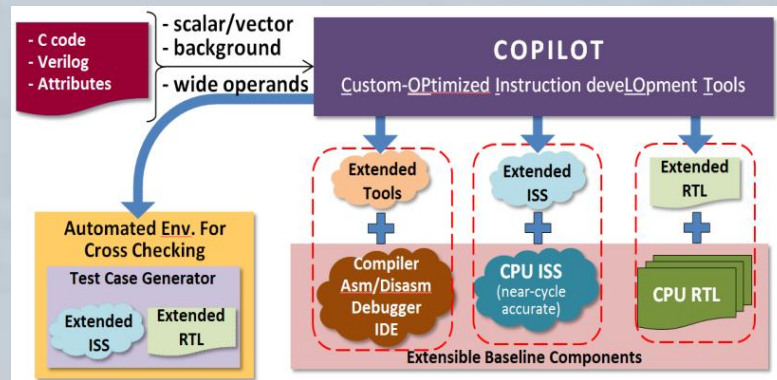 - C code
- Verilog
- Attributes
- scalar/vector
- background
- wide operands
COPILOT
Custom-OPtimized Instruction deveLOpment Tools
Extended
Tools
Extended
ISS
Extended
RTL
Automated Env. For
Cross Checking
Test Case Generator
Extended
ISS
Extended
RTL
Compiler
Asm/Disasm
Debugger
IDE
CPU ISS
(near-cycle
accurate)
CPU RTL
Extensible Baseline Components